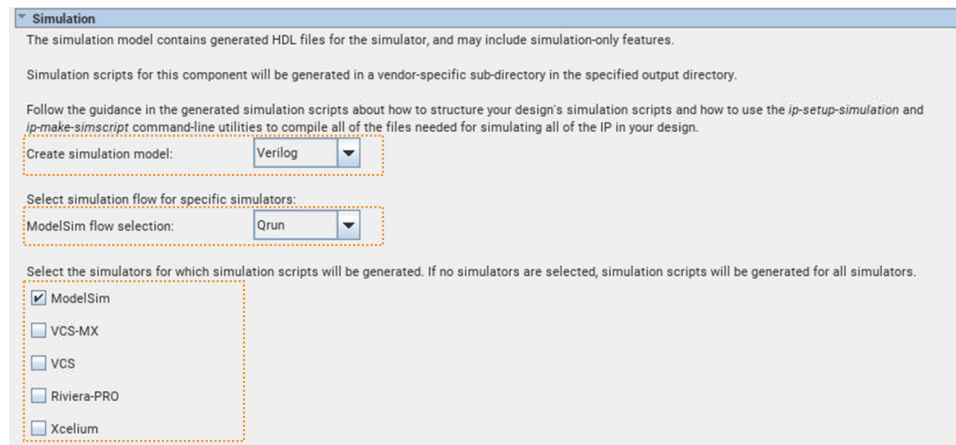 Simulation
The simulation model contains generated HDL files for the simulator, and may include simulation-only features.
Simulation scripts for this component will be generated in a vendor-specific sub-directory in the specified output directory.
Follow the guidance in the generated simulation scripts about how to structure your design's simulation scripts and how to use the ip-setup-simulation and
ip-make-simscript command-line utilities to compile all of the files needed for simulating all of the IP in your design.
Create simulation model: Verilog
Select simulation flow for specific simulators:
ModelSim flow selection: Qrun
Select the simulators for which simulation scripts will be generated. If no simulators are selected, simulation scripts will be generated for all simulators.
ModelSim
VCS-MX
VCS
Riviera-PRO
Xcelium